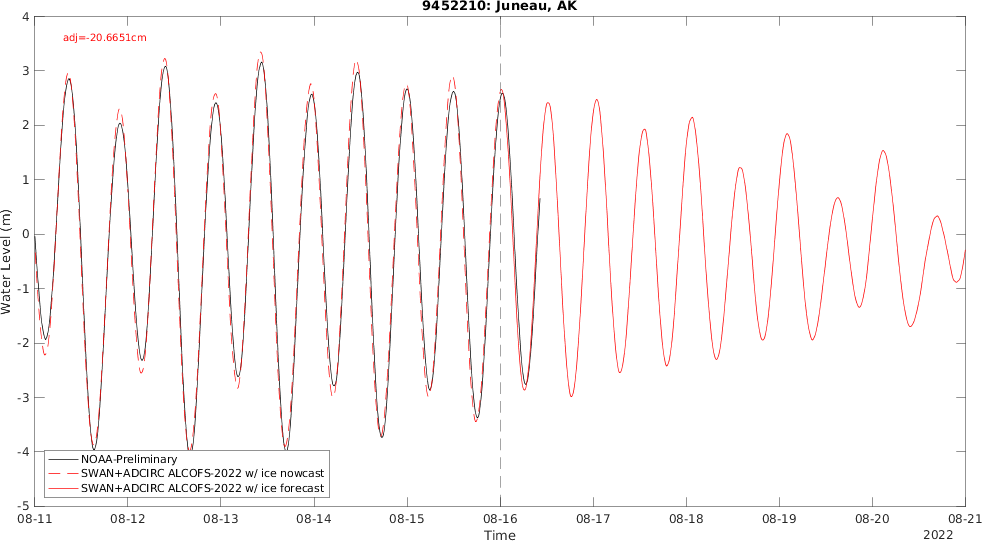 9452210: Juneau, AK
adj=-20.6651cm
4
3
2
1
0
-1
-2
-3
-4
-5
Water Level (m)
NOAA-Preliminary
SWAN+ADCIRC ALCOFS-2022 w/ ice nowcast
SWAN+ADCIRC ALCOFS-2022 w/ ice forecast
08-11 08-12 08-13 08-14 08-15 08-16 08-17 08-18 08-19 08-20 08-21
Time
2022